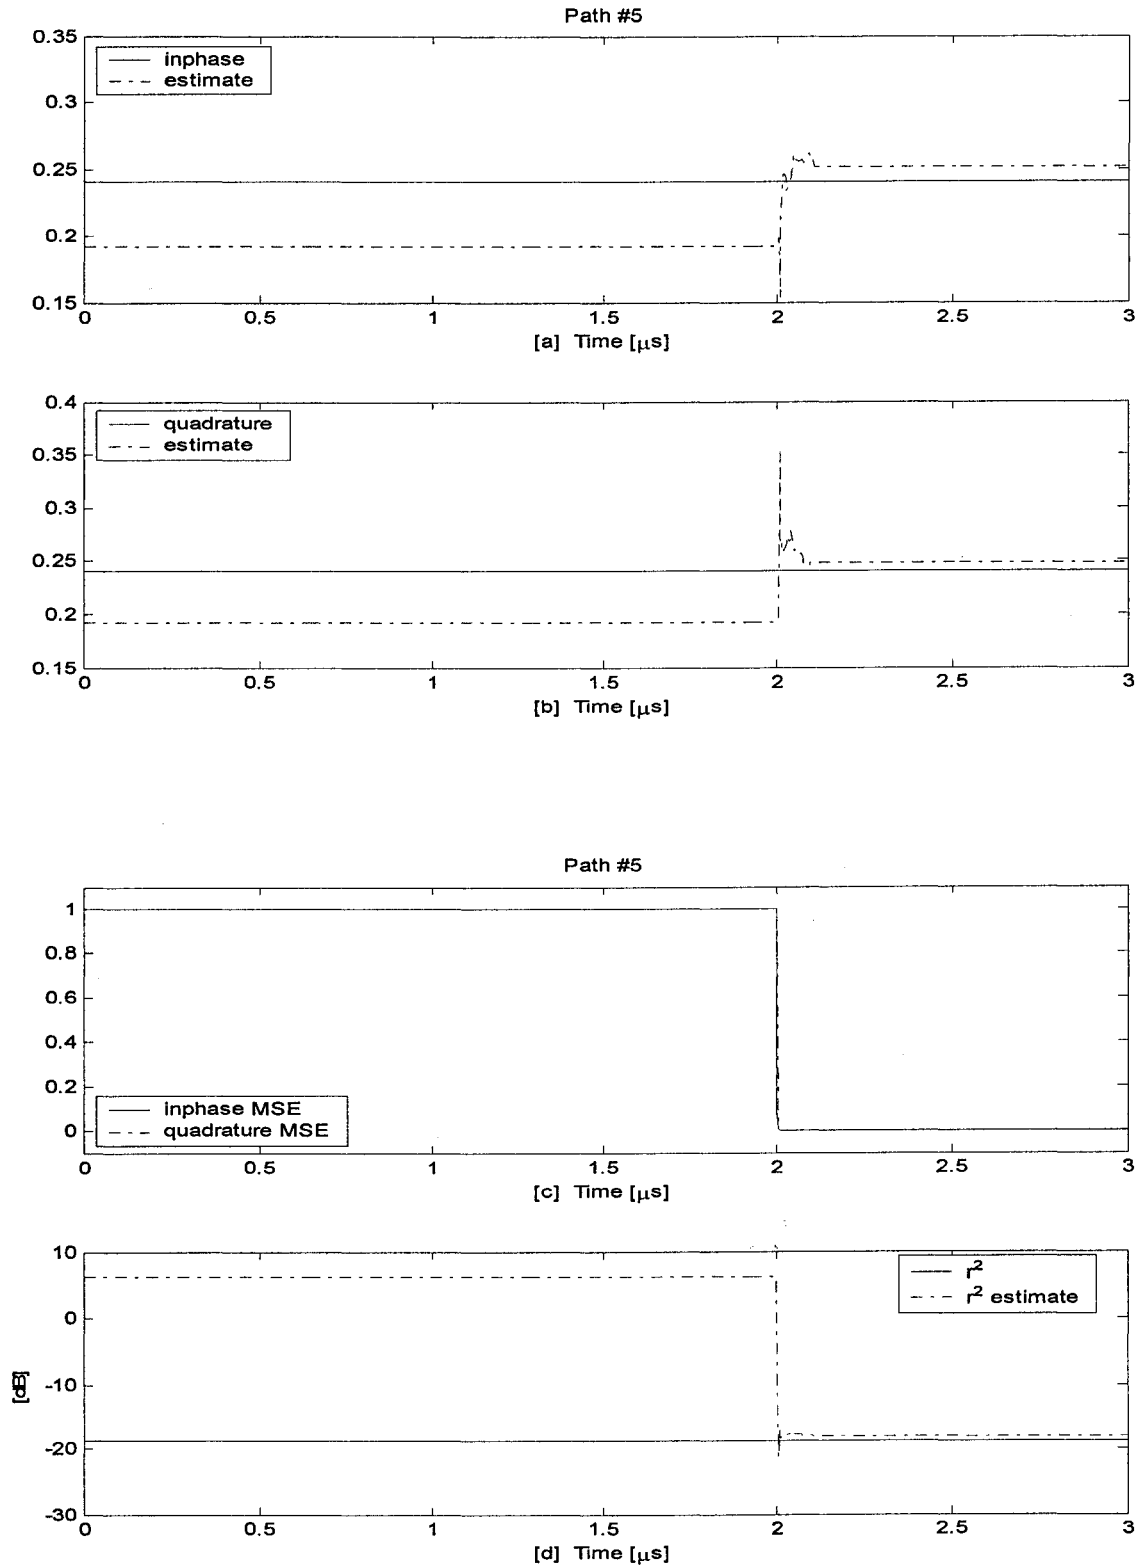 Path #5
0.35
0.3
0.25
0.2
0.15
inphase
estimate
0 0.5 1 1.5 2 2.5 3
[a] Time [μs]
0.4
0.35
0.3
0.25
0.2
0.15
quadrature
estimate
0 0.5 1 1.5 2 2.5 3
[b] Time [μs]
Path #5
1
0.8
0.6
0.4
0.2
0
inphase MSE
quadrature MSE
0 0.5 1 1.5 2 2.5 3
[c] Time [μs]
10
0
-10
-20
-30
[dB]
r²
r² estimate
0 0.5 1 1.5 2 2.5 3
[d] Time [μs]